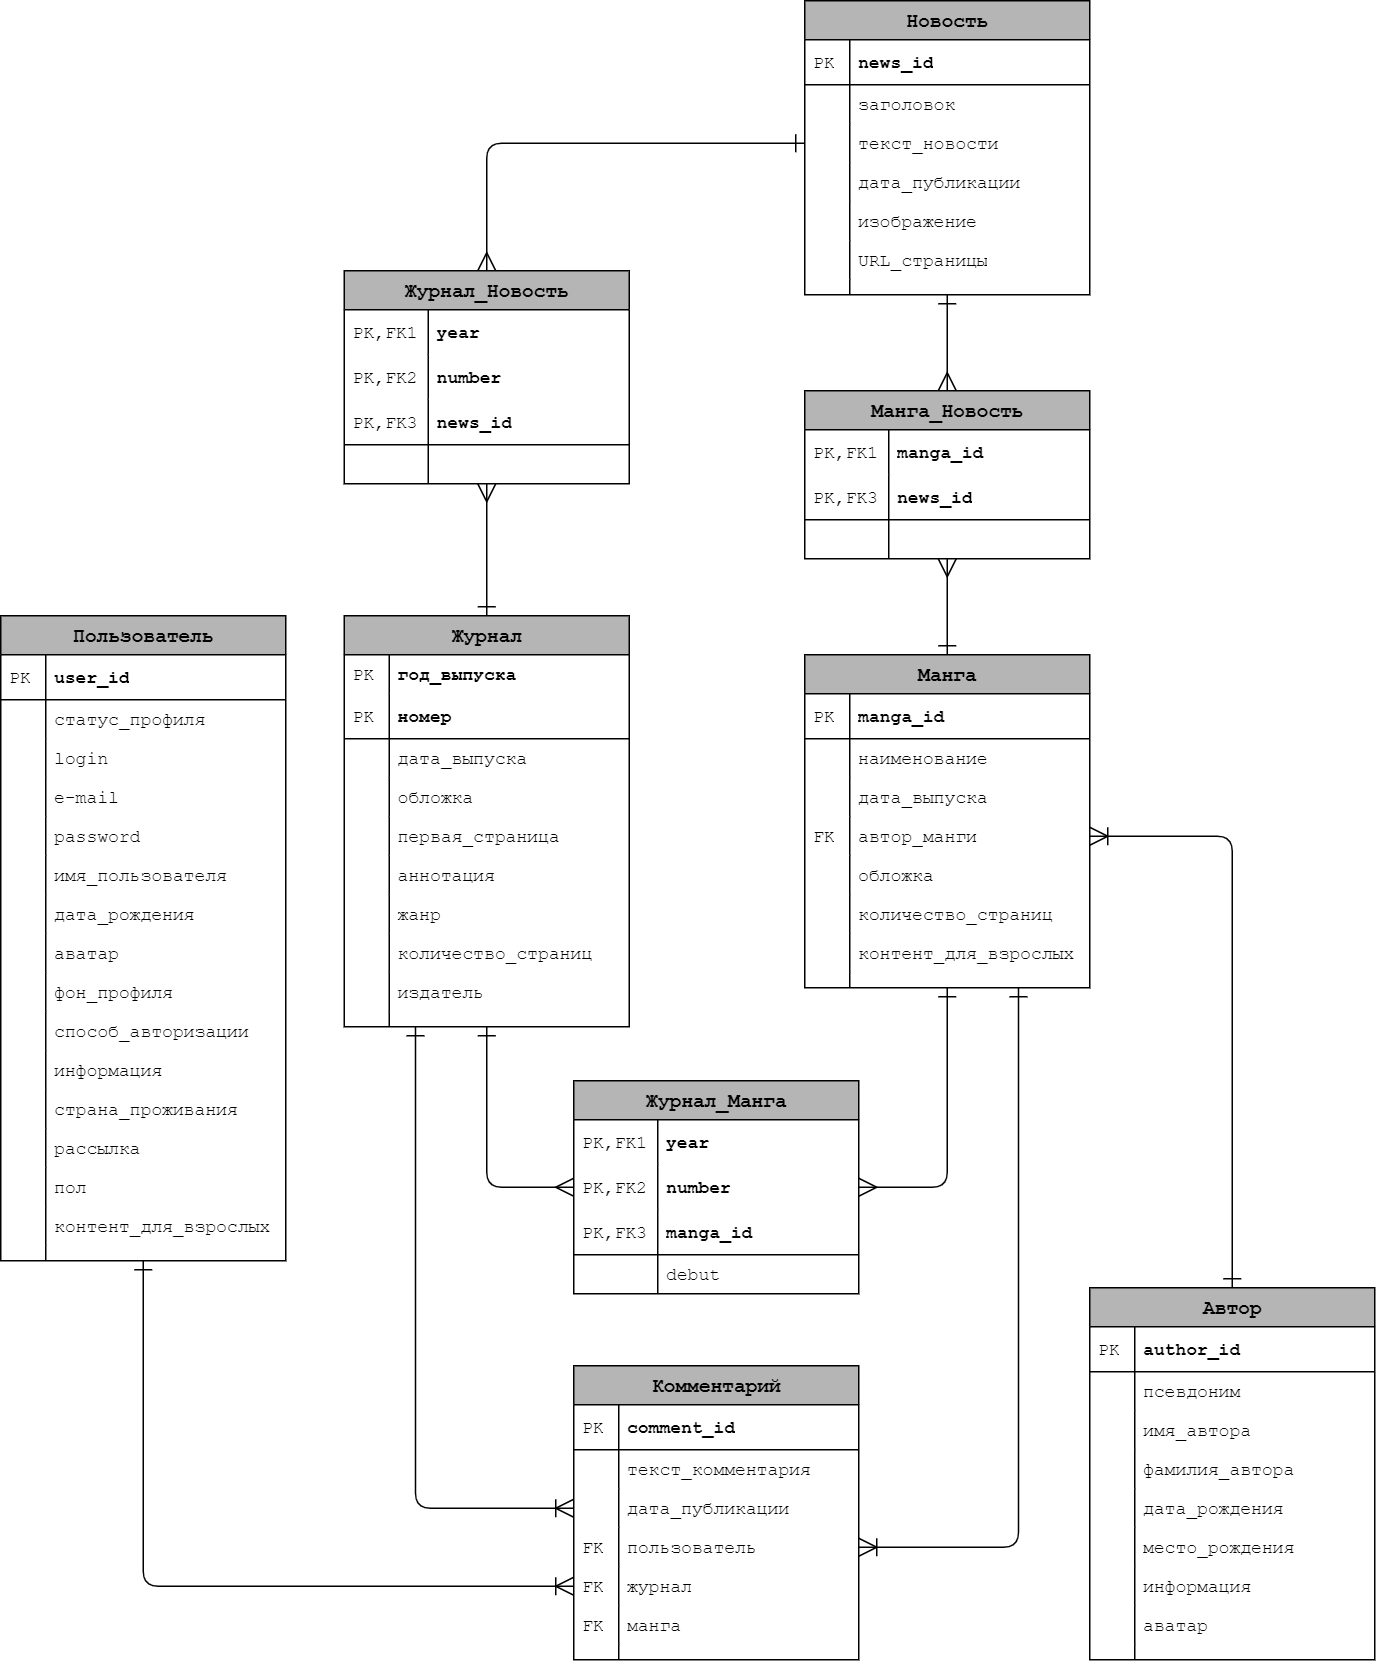 Новость
PK news_id
заголовок
текст_новости
дата_публикации
изображение
URL_страницы
Журнал_Новость
PK,FK1 year
PK,FK2 number
PK,FK3 news_id
Манга_Новость
PK,FK1 manga_id
PK,FK3 news_id
Пользователь
PK user_id
статус_профиля
login
e-mail
password
имя_пользователя
дата_рождения
аватар
фон_профиля
способ_авторизации
информация
страна_проживания
рассылка
пол
контент_для_взрослых
Журнал
PK год_выпуска
PK номер
дата_выпуска
обложка
первая_страница
аннотация
жанр
количество_страниц
издатель
Манга
PK manga_id
наименование
дата_выпуска
FK автор_манги
обложка
количество_страниц
контент_для_взрослых
Журнал_Манга
PK,FK1 year
PK,FK2 number
PK,FK3 manga_id
debut
Комментарий
PK comment_id
текст_комментария
дата_публикации
FK пользователь
FK журнал
FK манга
Автор
PK author_id
псевдоним
имя_автора
фамилия_автора
дата_рождения
место_рождения
информация
аватар